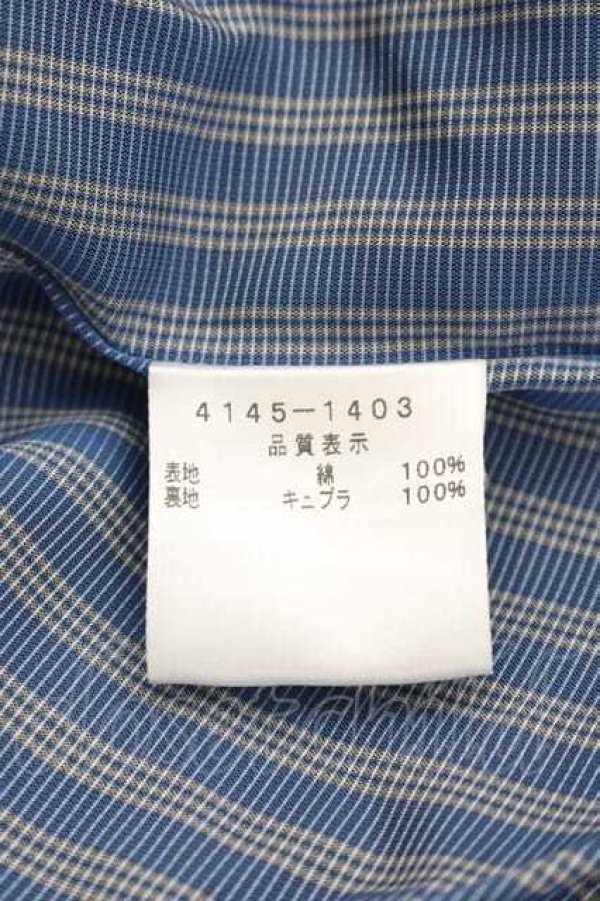 4145-1403
品質表示
表地 綿 100%
裏地 キュプラ 100%